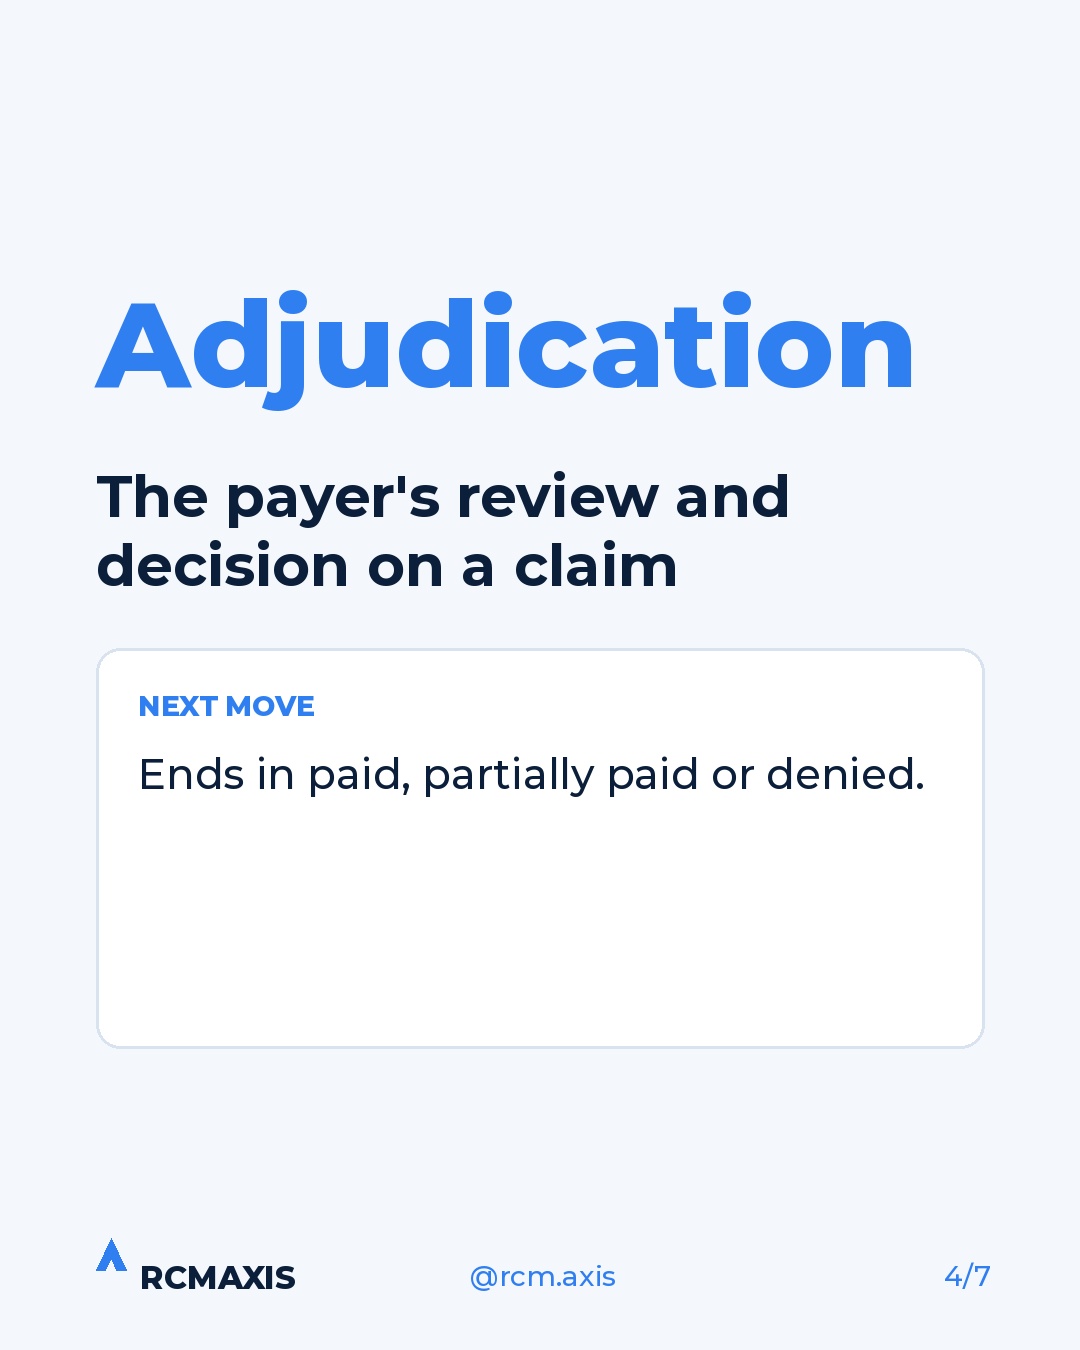 Adjudication
The payer's review and
decision on a claim
NEXT MOVE
Ends in paid, partially paid or denied.
RCMAXIS
@rcm.axis
4/7